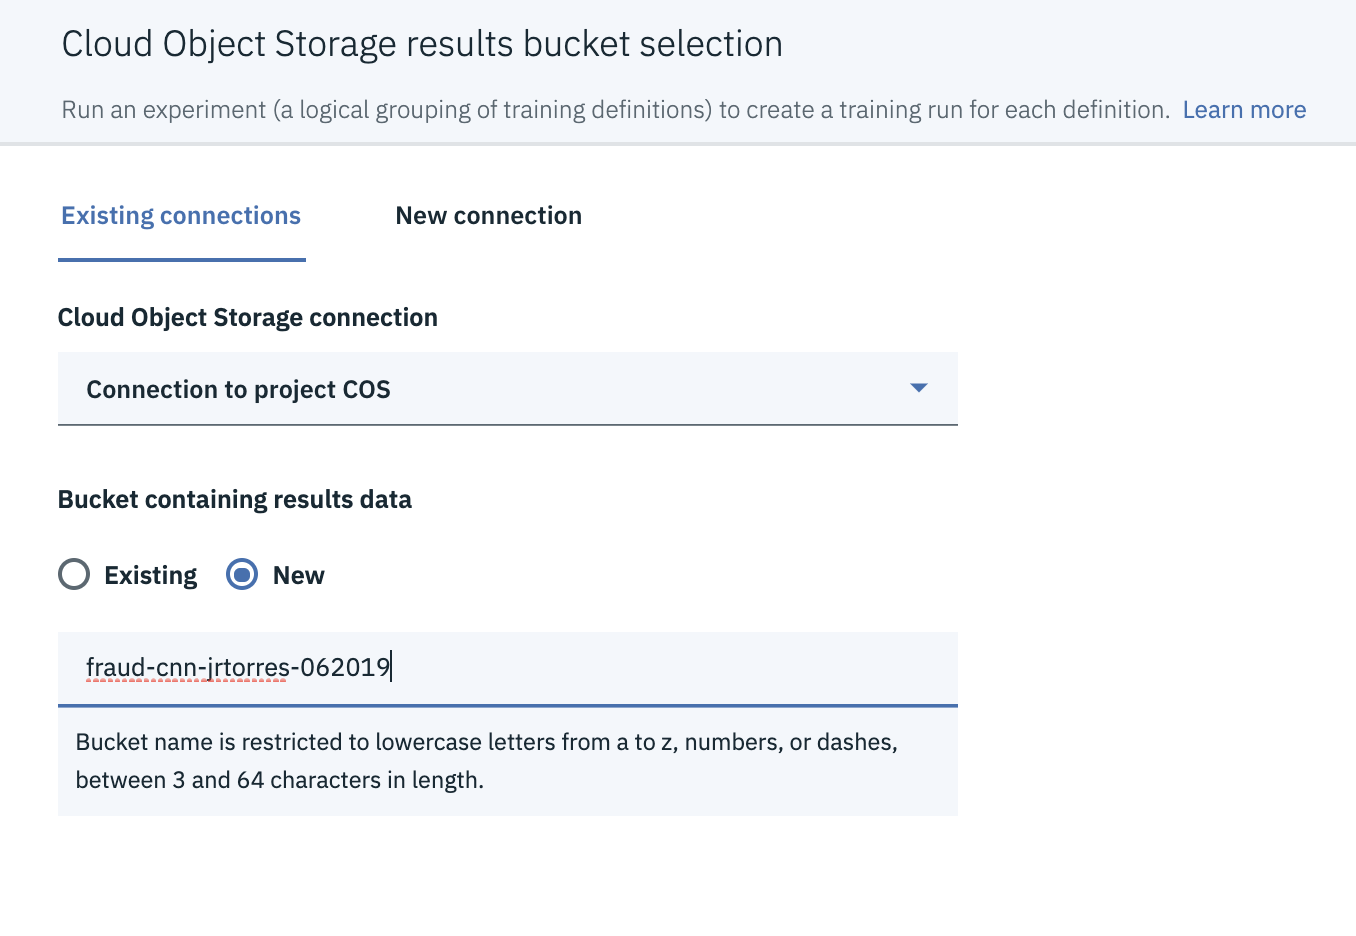 Cloud Object Storage results bucket selection
Run an experiment (a logical grouping of training definitions) to create a training run for each definition. Learn more
Existing connections New connection
Cloud Object Storage connection
Connection to project COS
Bucket containing results data
Existing New
fraud-cnn-jrtorres-062019
Bucket name is restricted to lowercase letters from a to z, numbers, or dashes,
between 3 and 64 characters in length.